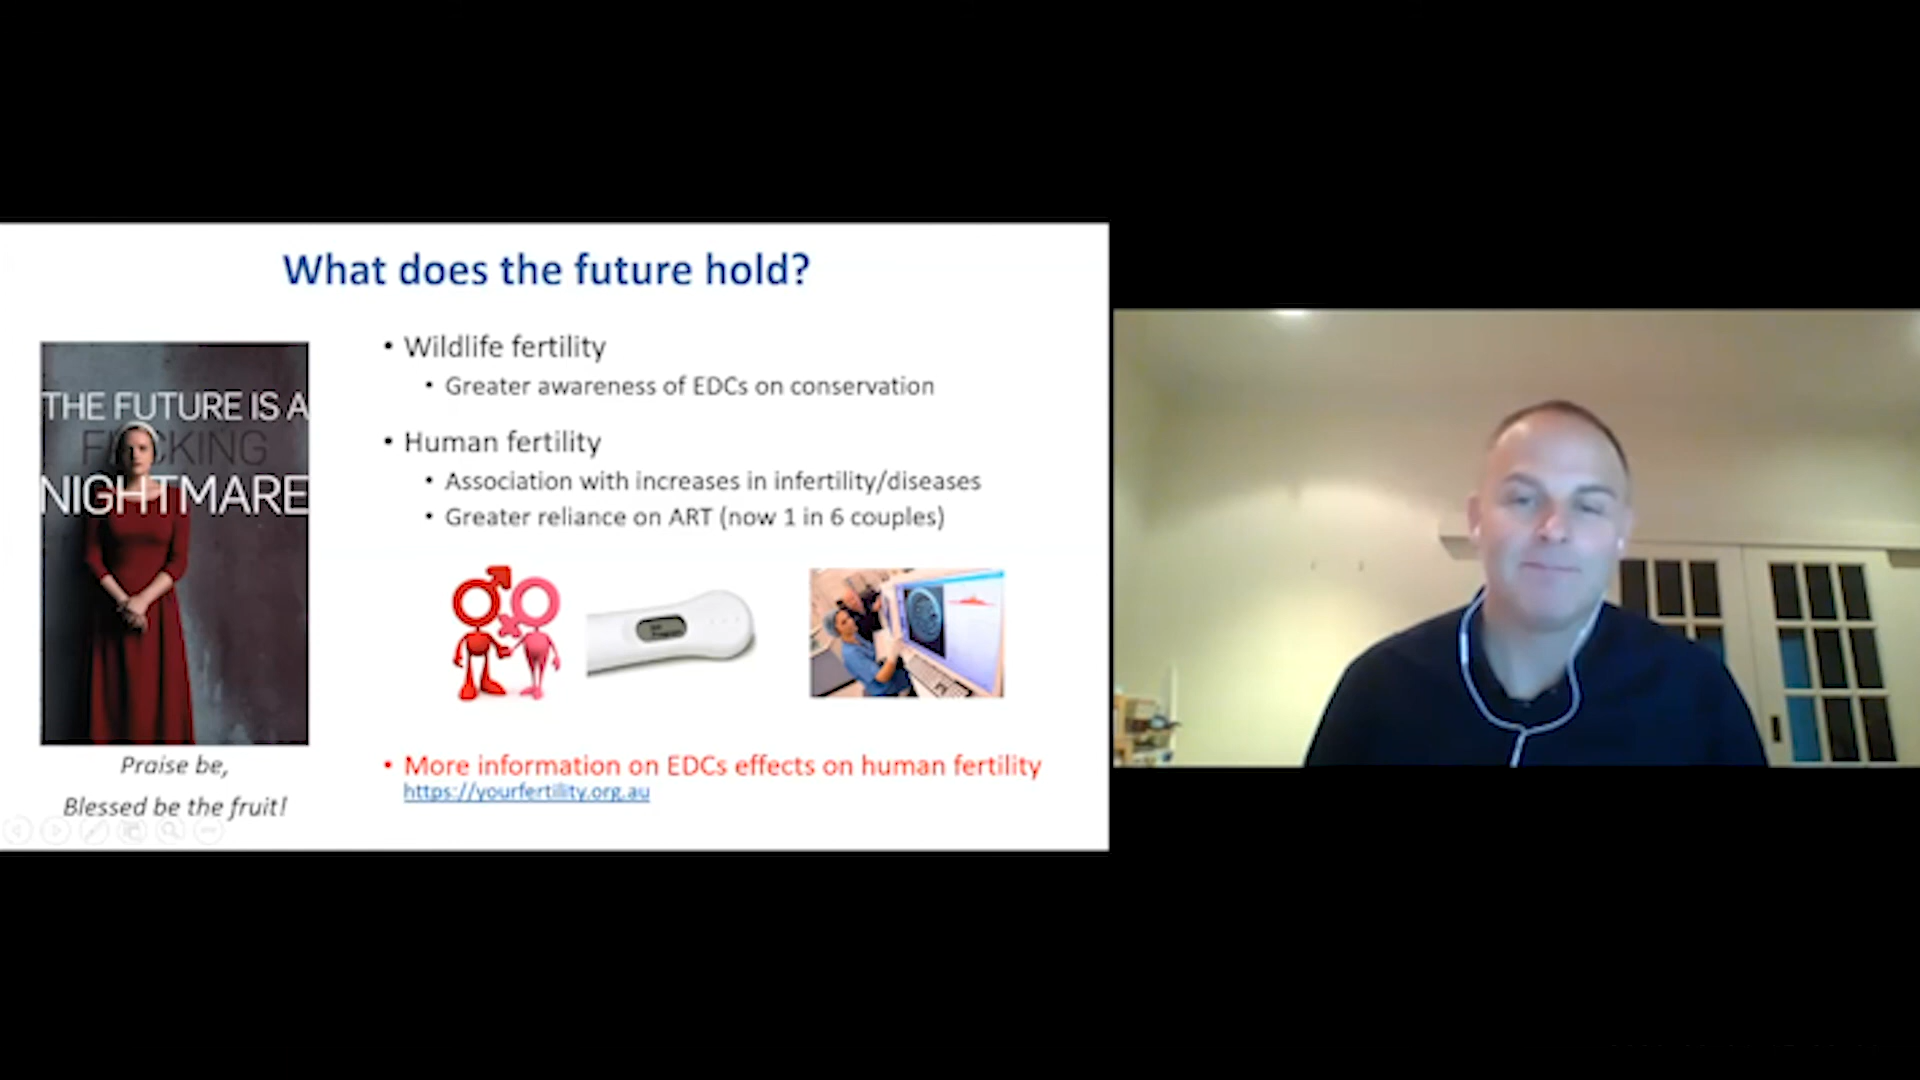 What does the future hold?
THE FUTURE IS A
FUCKING
NIGHTMARE
Praise be,
Blessed be the fruit!
• Wildlife fertility
• Greater awareness of EDCs on conservation
• Human fertility
• Association with increases in infertility/diseases
• Greater reliance on ART (now 1 in 6 couples)
• More information on EDCs effects on human fertility
https://yourfertility.org.au